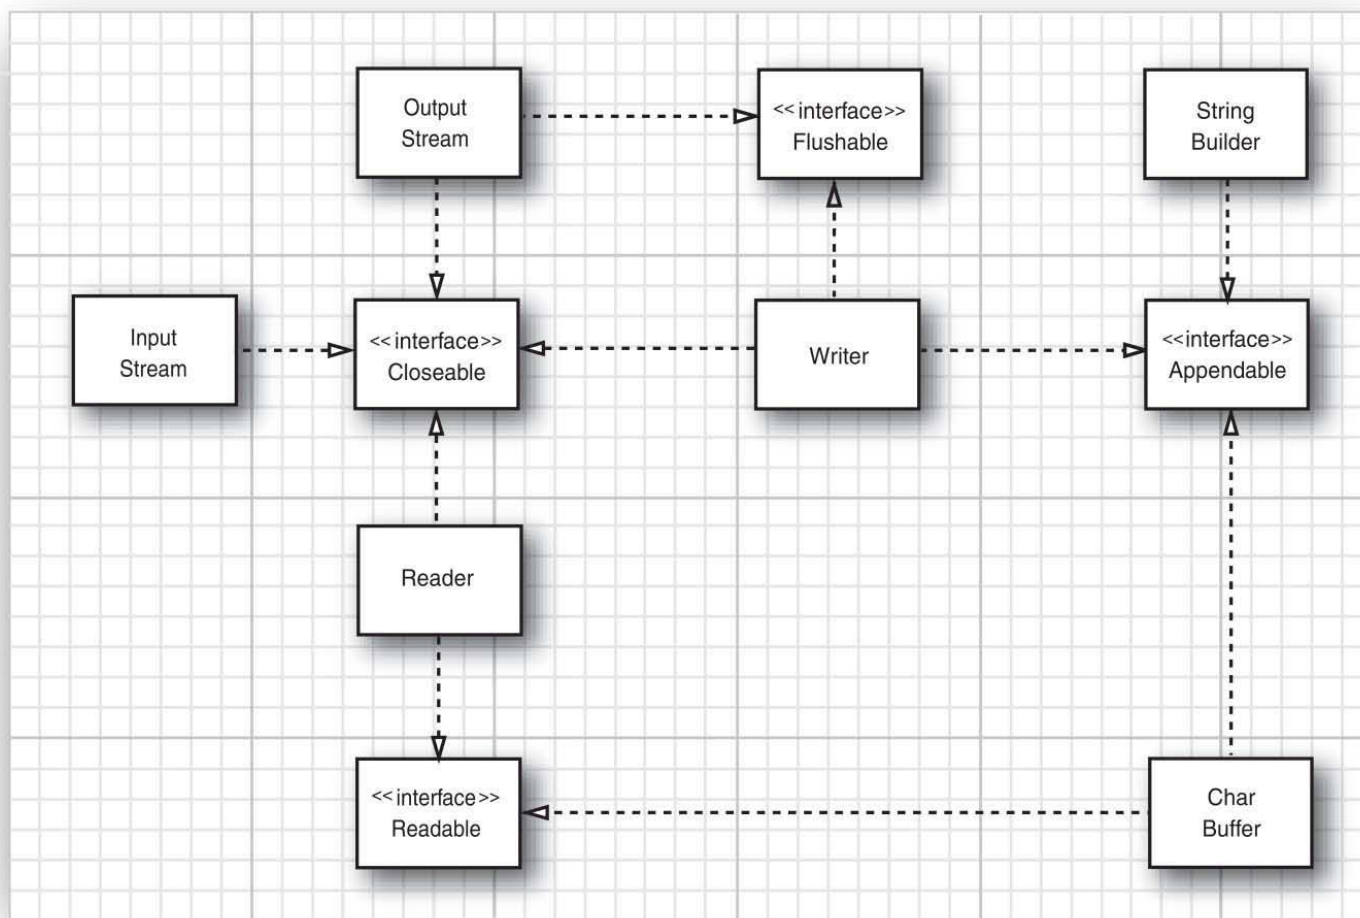 Output
Stream
<<interface>>
Flushable
String
Builder
Input
Stream
<<interface>>
Closeable
Writer
<<interface>>
Appendable
Reader
<<interface>>
Readable
Char
Buffer